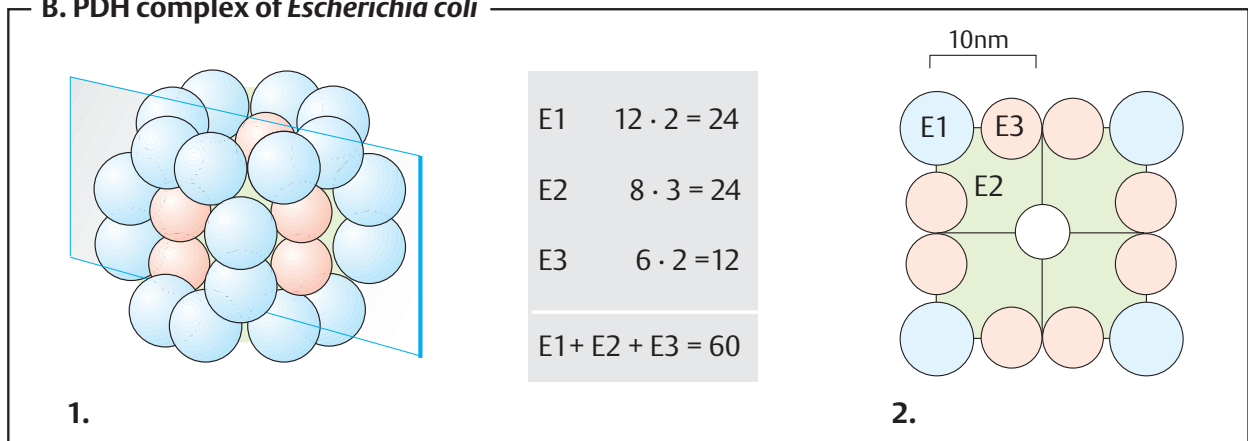 B. PDH complex of Escherichia coli
10nm
E1 12 · 2 = 24
E2 8 · 3 = 24
E3 6 · 2 =12
E1+ E2 + E3 = 60
E1 E3
E2
1.
2.